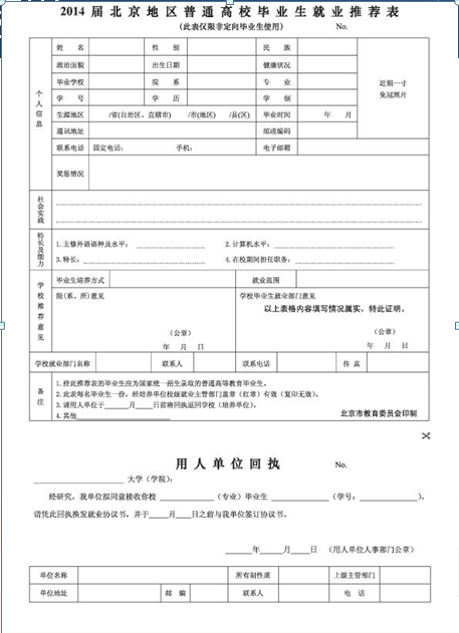 2014 届北京地区普通高校毕业生就业推荐表
（此表仅限非定向毕业生使用） No.
个人信息
姓 名 性 别 民 族
政治面貌 出生日期 健康状况
毕业学校 院 系 专 业
近期一寸
免冠照片
学 号 学 历 学 制
生源地区 /省(自治区、直辖市) /市(地区) /县(区) 毕业时间 年 月
通讯地址 邮政编码
联系电话 固定电话： 手机： 电子邮箱
奖惩情况
社会实践
特长及能力
1.主修外语语种及水平： 2.计算机水平：
3.特长： 4.在校期间担任职务：
学校推荐意见
毕业生培养方式 就业范围
院(系、所)意见 学校毕业生就业部门意见
以上表格内容填写情况属实，特此证明。
（公章） （公章）
年 月 日 年 月 日
学校就业部门名称 联系人 联系电话 传 真
备注
1.持此推荐表的毕业生应为国家统一招生录取的普通高等教育毕业生。
2.此表每名毕业生一份，经培养单位校级就业主管部门盖章（红章）有效（复印无效）。
3.请用人单位于____月____日前将回执返回学校（培养单位）。
4.其他____
北京市教育委员会印制
用人单位回执 No.
____大学（学院）：
经研究，我单位拟同意接收你校____（专业）毕业生____（学号：____），
请凭此回执换发就业协议书，并于____月____日之前与我单位签订协议书。
____年____月____日 （用人单位人事部门公章）
单位名称 所有制性质 上级主管部门
单位地址 邮 编 联系人 电 话